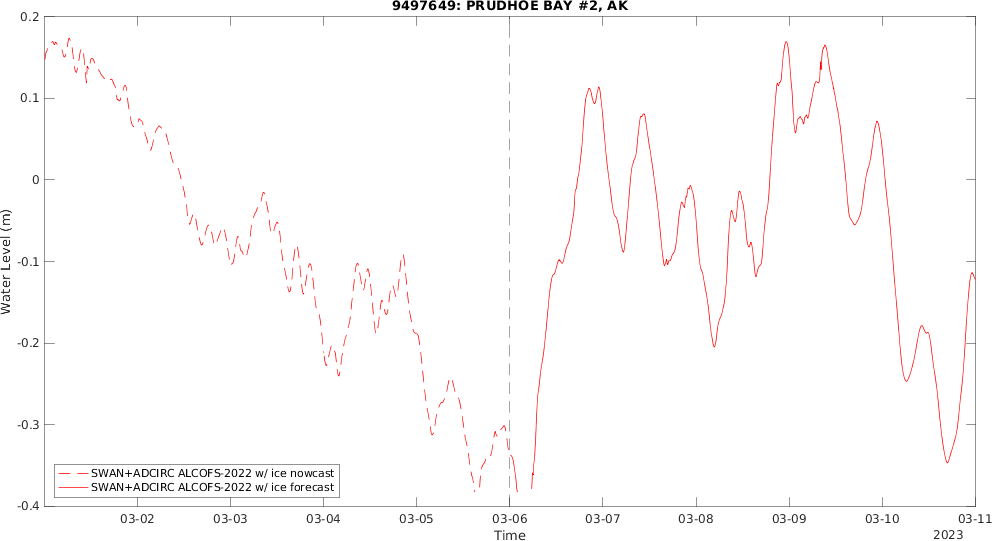 9497649: PRUDHOE BAY #2, AK
0.2
0.1
0
-0.1
-0.2
-0.3
-0.4
Water Level (m)
SWAN+ADCIRC ALCOFS-2022 w/ ice nowcast
SWAN+ADCIRC ALCOFS-2022 w/ ice forecast
03-02 03-03 03-04 03-05 03-06 03-07 03-08 03-09 03-10 03-11
Time
2023